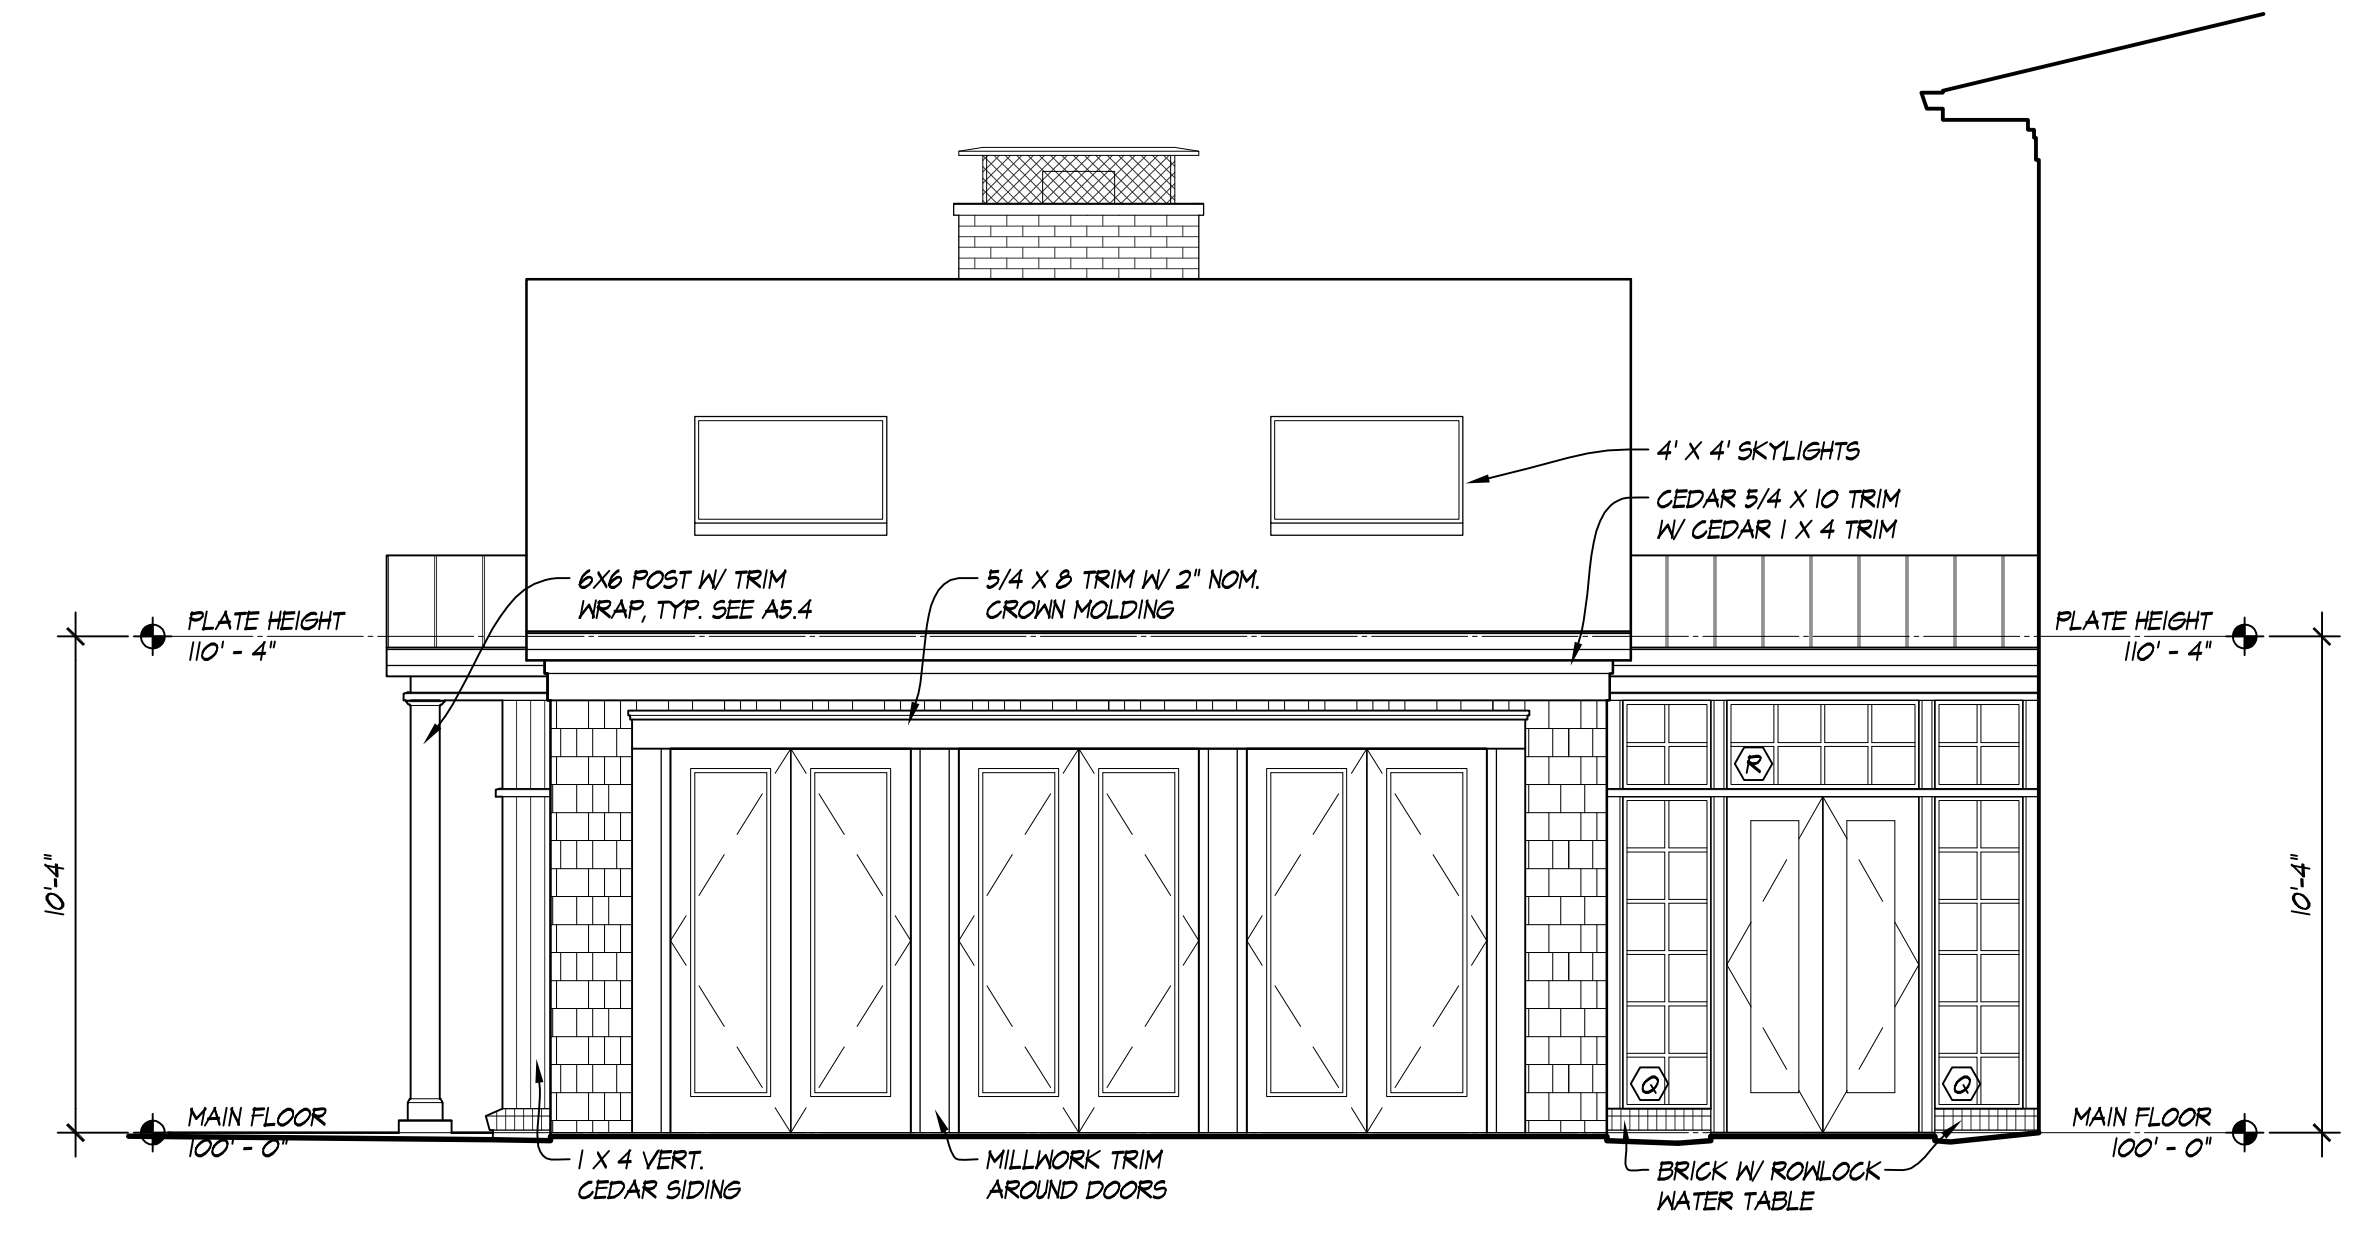 4' X 4' SKYLIGHTS
CEDAR 5/4 X 10 TRIM
W/ CEDAR 1 X 4 TRIM
6X6 POST W/ TRIM
WRAP, TYP. SEE A5.4
5/4 X 8 TRIM W/ 2" NOM.
CROWN MOLDING
PLATE HEIGHT
110' - 4"
PLATE HEIGHT
110' - 4"
R
10'-4"
10'-4"
Q
Q
MAIN FLOOR
100' - 0"
MAIN FLOOR
100' - 0"
1 X 4 VERT.
CEDAR SIDING
MILLWORK TRIM
AROUND DOORS
BRICK W/ ROWLOCK
WATER TABLE